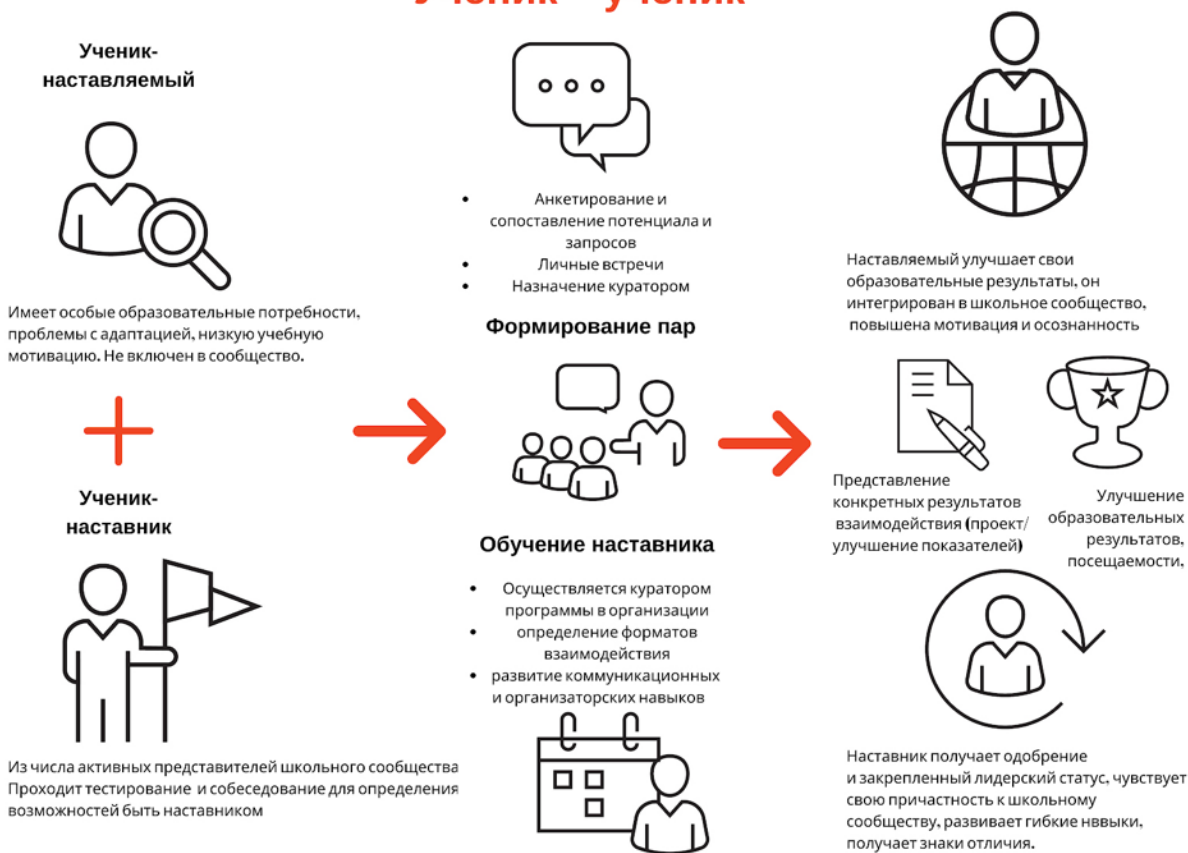 Ученик – ученик
Ученик-
наставляемый
Имеет особые образовательные потребности,
проблемы с адаптацией, низкую учебную
мотивацию. Не включен в сообщество.
Ученик-
наставник
Из числа активных представителей школьного сообщества
Проходит тестирование и собеседование для определения
возможностей быть наставником
• Анкетирование и
сопоставление потенциала и
запросов
• Личные встречи
• Назначение куратором
Формирование пар
Обучение наставника
• Осуществляется куратором
программы в организации
• определение форматов
взаимодействия
• развитие коммуникационных
и организаторских навыков
Наставляемый улучшает свои
образовательные результаты, он
интегрирован в школьное сообщество,
повышена мотивация и осознанность
Представление
конкретных результатов
взаимодействия (проект/
улучшение показателей)
Улучшение
образовательных
результатов,
посещаемости,
Наставник получает одобрение
и закрепленный лидерский статус, чувствует
свою причастность к школьному
сообществу, развивает гибкие нввыки,
получает знаки отличия.